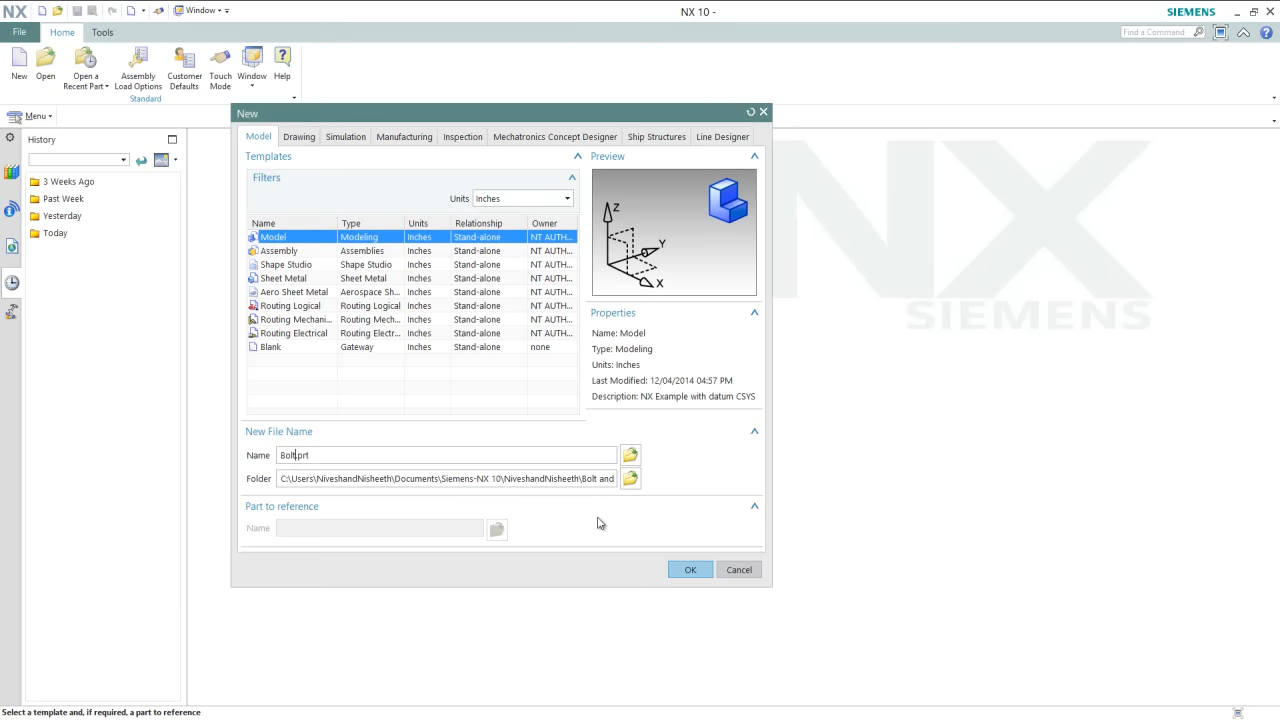 NX Window NX 10 - SIEMENS
File Home Tools Find a Command
New Open Open a Recent Part Assembly Load Options Customer Defaults Touch Mode Window Help
Standard
Menu
History
3 Weeks Ago
Past Week
Yesterday
Today
New
Model Drawing Simulation Manufacturing Inspection Mechatronics Concept Designer Ship Structures Line Designer
Templates
Filters
Units Inches
Name Type Units Relationship Owner
Model Modeling Inches Stand-alone NT AUTH...
Assembly Assemblies Inches Stand-alone NT AUTH...
Shape Studio Shape Studio Inches Stand-alone NT AUTH...
Sheet Metal Sheet Metal Inches Stand-alone NT AUTH...
Aero Sheet Metal Aerospace Sh... Inches Stand-alone NT AUTH...
Routing Logical Routing Logical Inches Stand-alone NT AUTH...
Routing Mechani... Routing Mech... Inches Stand-alone NT AUTH...
Routing Electrical Routing Electr... Inches Stand-alone NT AUTH...
Blank Gateway Inches Stand-alone none
Preview
Z
Y
X
Properties
Name: Model
Type: Modeling
Units: Inches
Last Modified: 12/04/2014 04:57 PM
Description: NX Example with datum CSYS
New File Name
Name Bolt.prt
Folder C:\Users\NiveshandNisheeth\Documents\Siemens-NX 10\NiveshandNisheeth\Bolt and
Part to reference
Name
OK Cancel
NX
SIEMENS
Select a template and, if required, a part to reference